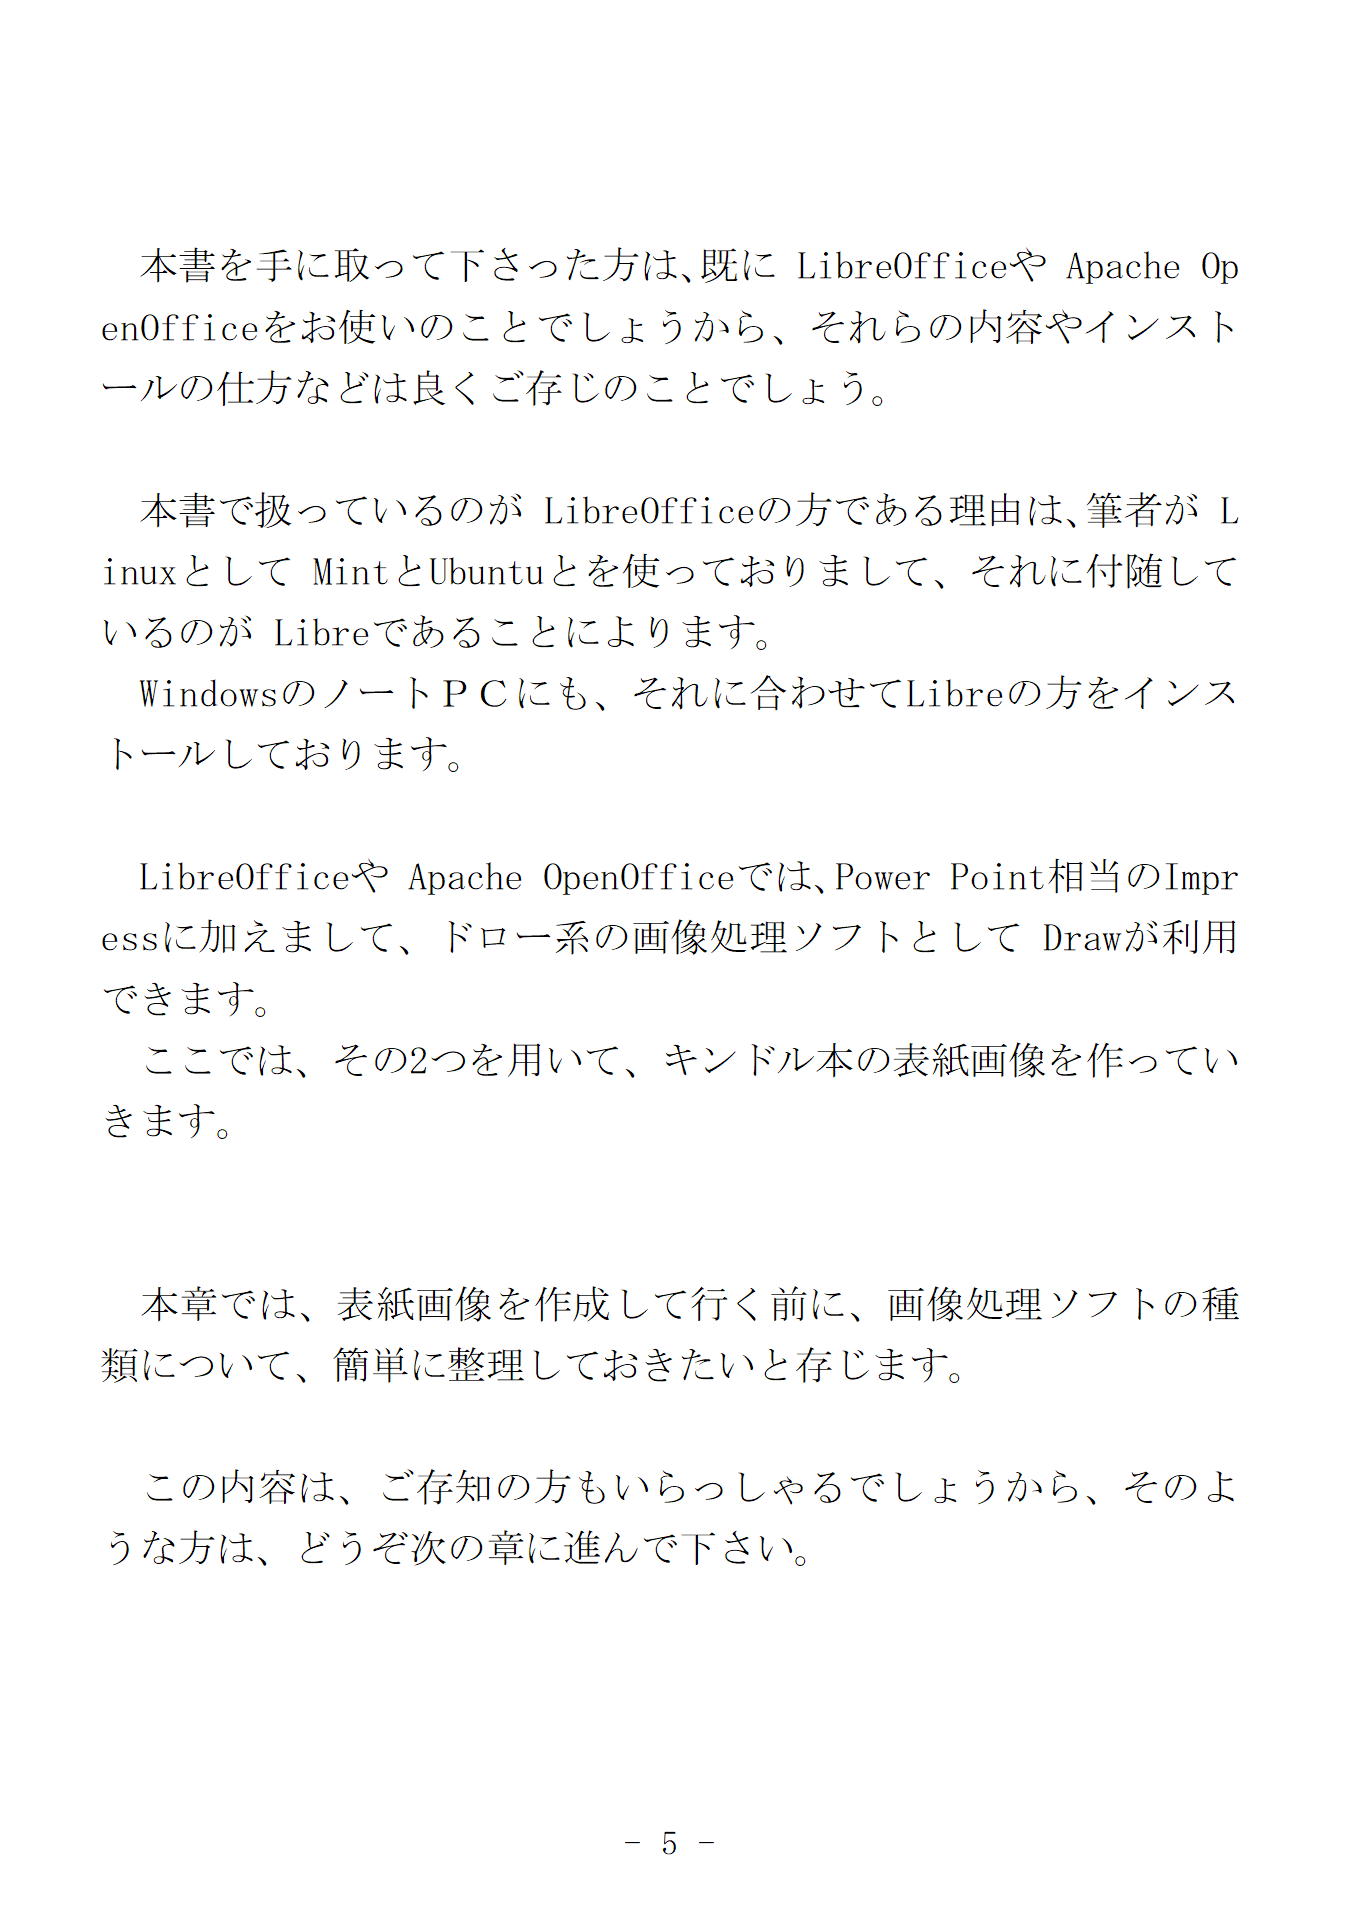 本書を手に取って下さった方は、既に LibreOfficeや Apache Op
enOfficeをお使いのことでしょうから、それらの内容やインスト
ールの仕方などは良くご存じのことでしょう。
本書で扱っているのが LibreOfficeの方である理由は、筆者が L
inuxとして MintとUbuntuとを使っておりまして、それに付随して
いるのが Libreであることによります。
WindowsのノートＰＣにも、それに合わせてLibreの方をインス
トールしております。
LibreOfficeや Apache OpenOfficeでは、Power Point相当のImpr
essに加えまして、ドロー系の画像処理ソフトとして Drawが利用
できます。
ここでは、その2つを用いて、キンドル本の表紙画像を作ってい
きます。
本章では、表紙画像を作成して行く前に、画像処理ソフトの種
類について、簡単に整理しておきたいと存じます。
この内容は、ご存知の方もいらっしゃるでしょうから、そのよ
うな方は、どうぞ次の章に進んで下さい。
- 5 -